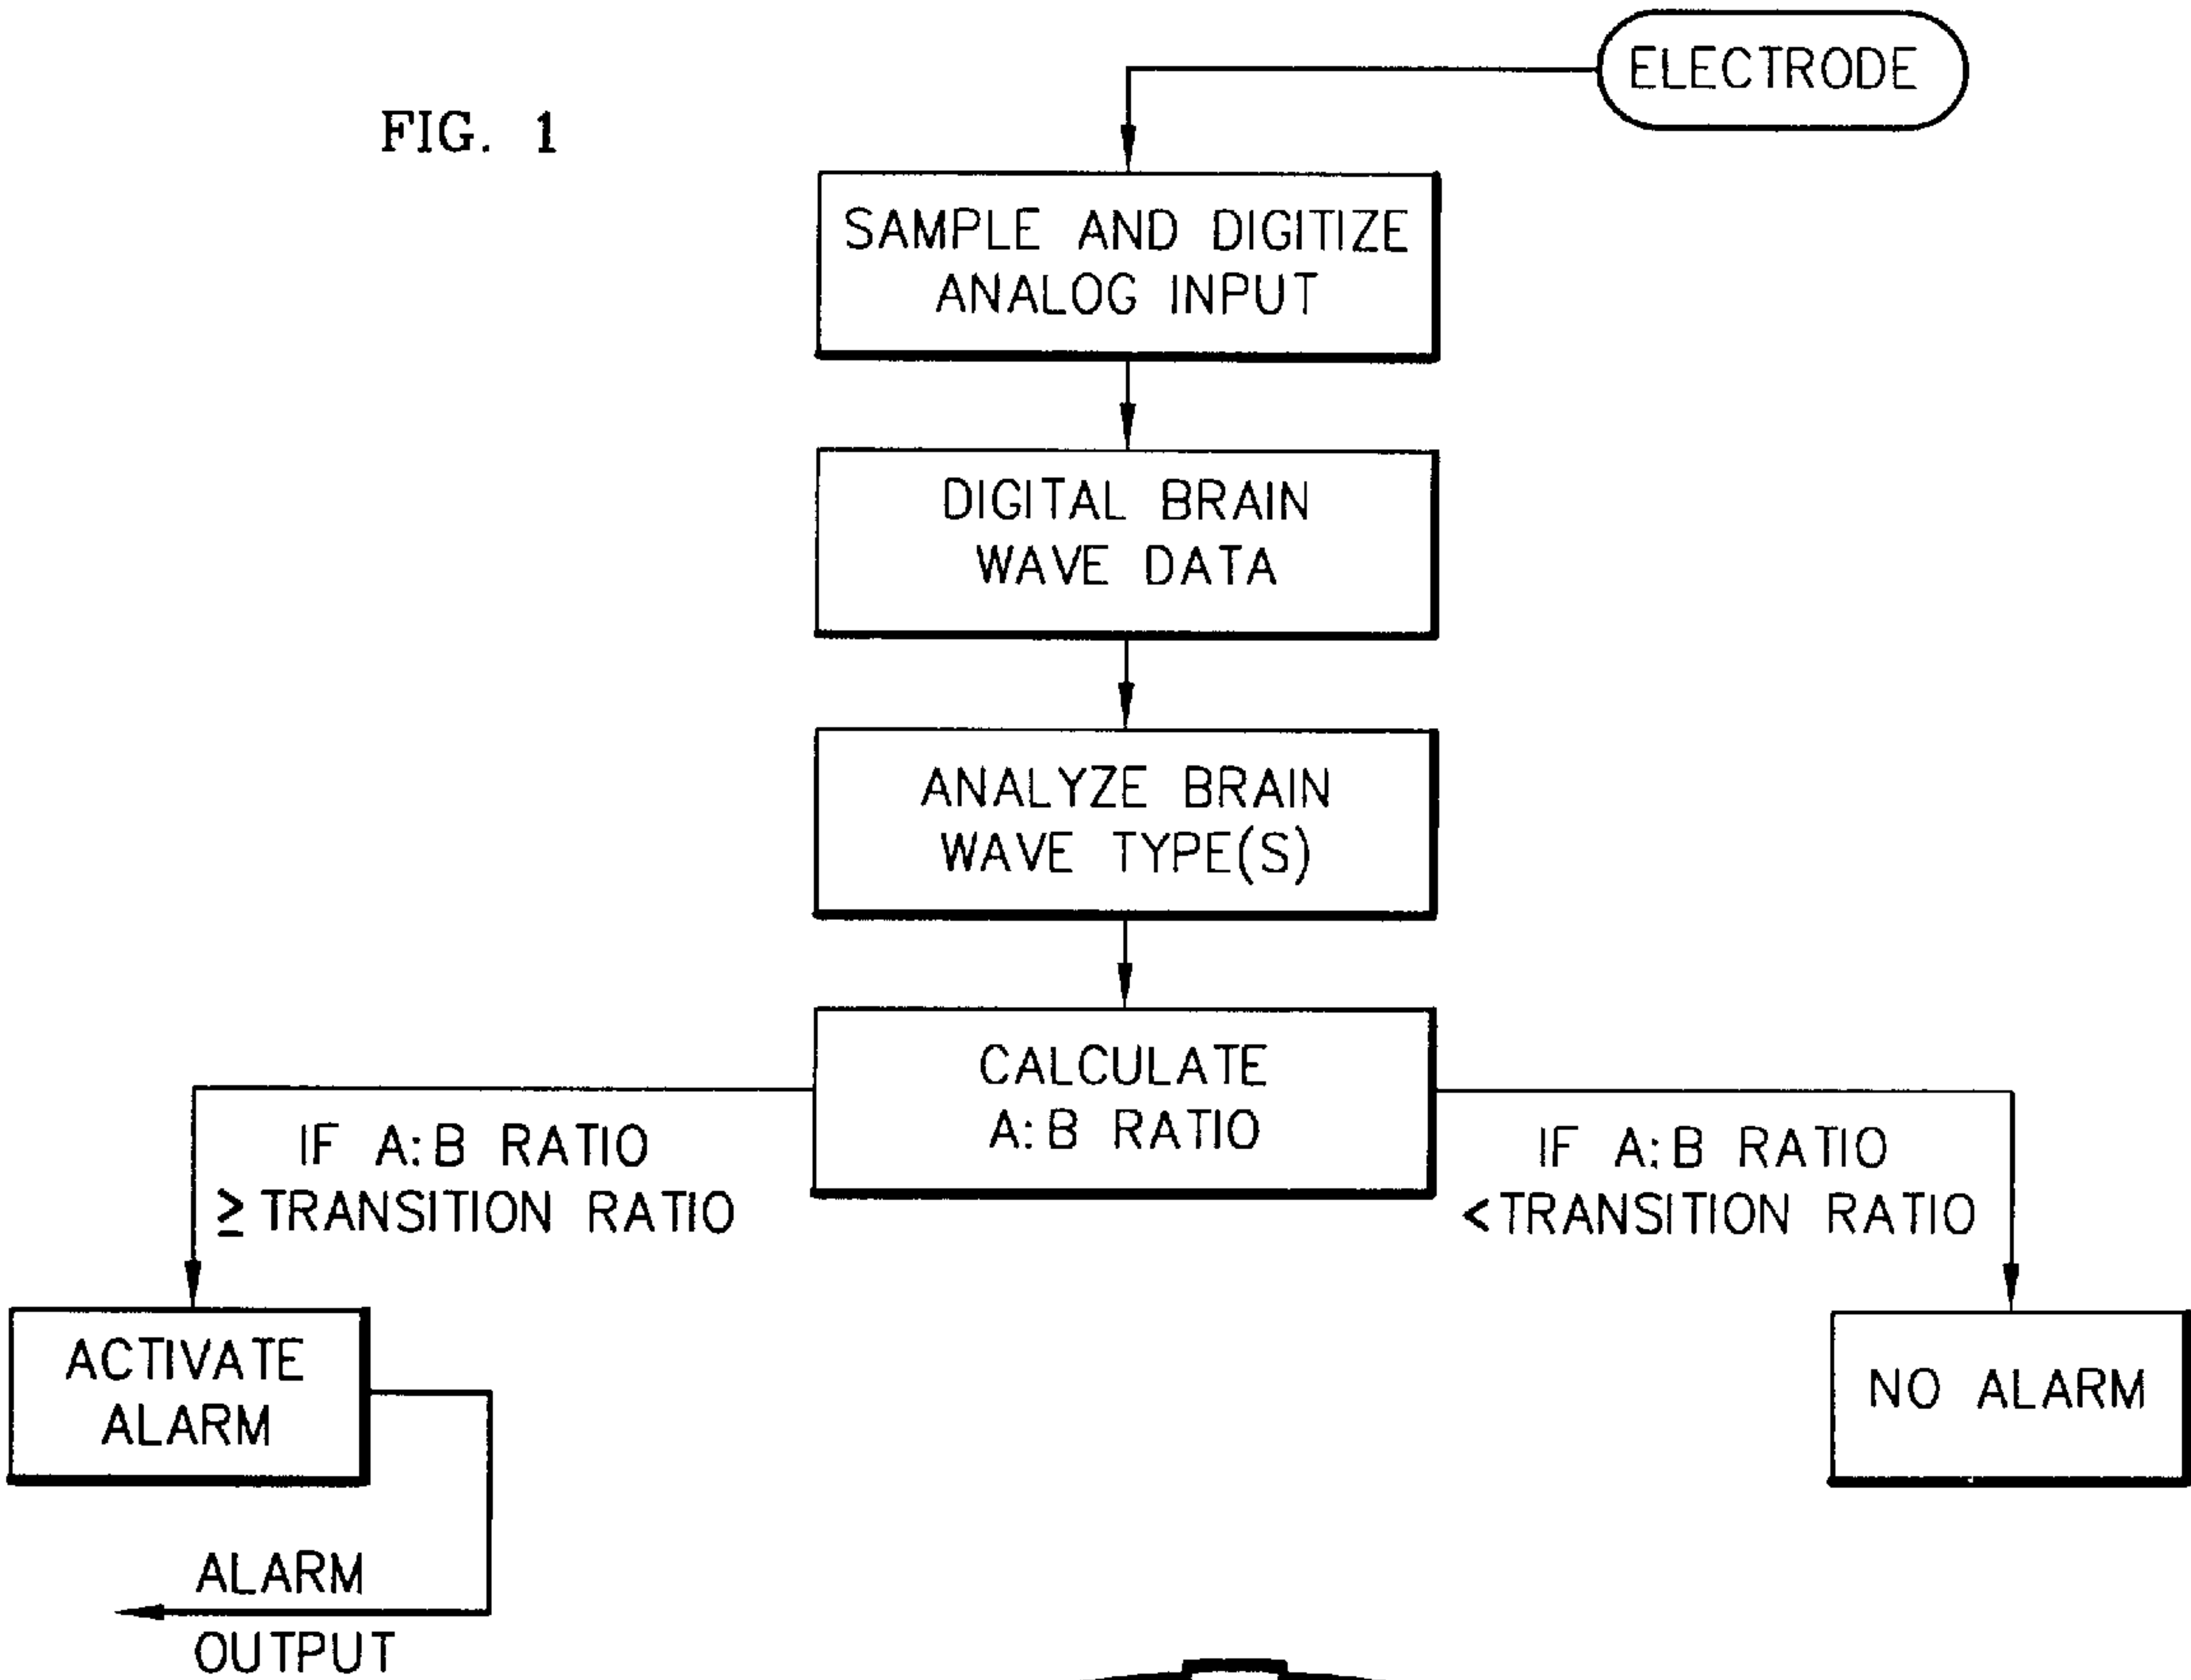 FIG. 1
ELECTRODE
SAMPLE AND DIGITIZE
ANALOG INPUT
DIGITAL BRAIN
WAVE DATA
ANALYZE BRAIN
WAVE TYPE(S)
CALCULATE
A:B RATIO
IF A:B RATIO
≥ TRANSITION RATIO
IF A:B RATIO
< TRANSITION RATIO
ACTIVATE
ALARM
NO ALARM
ALARM
OUTPUT